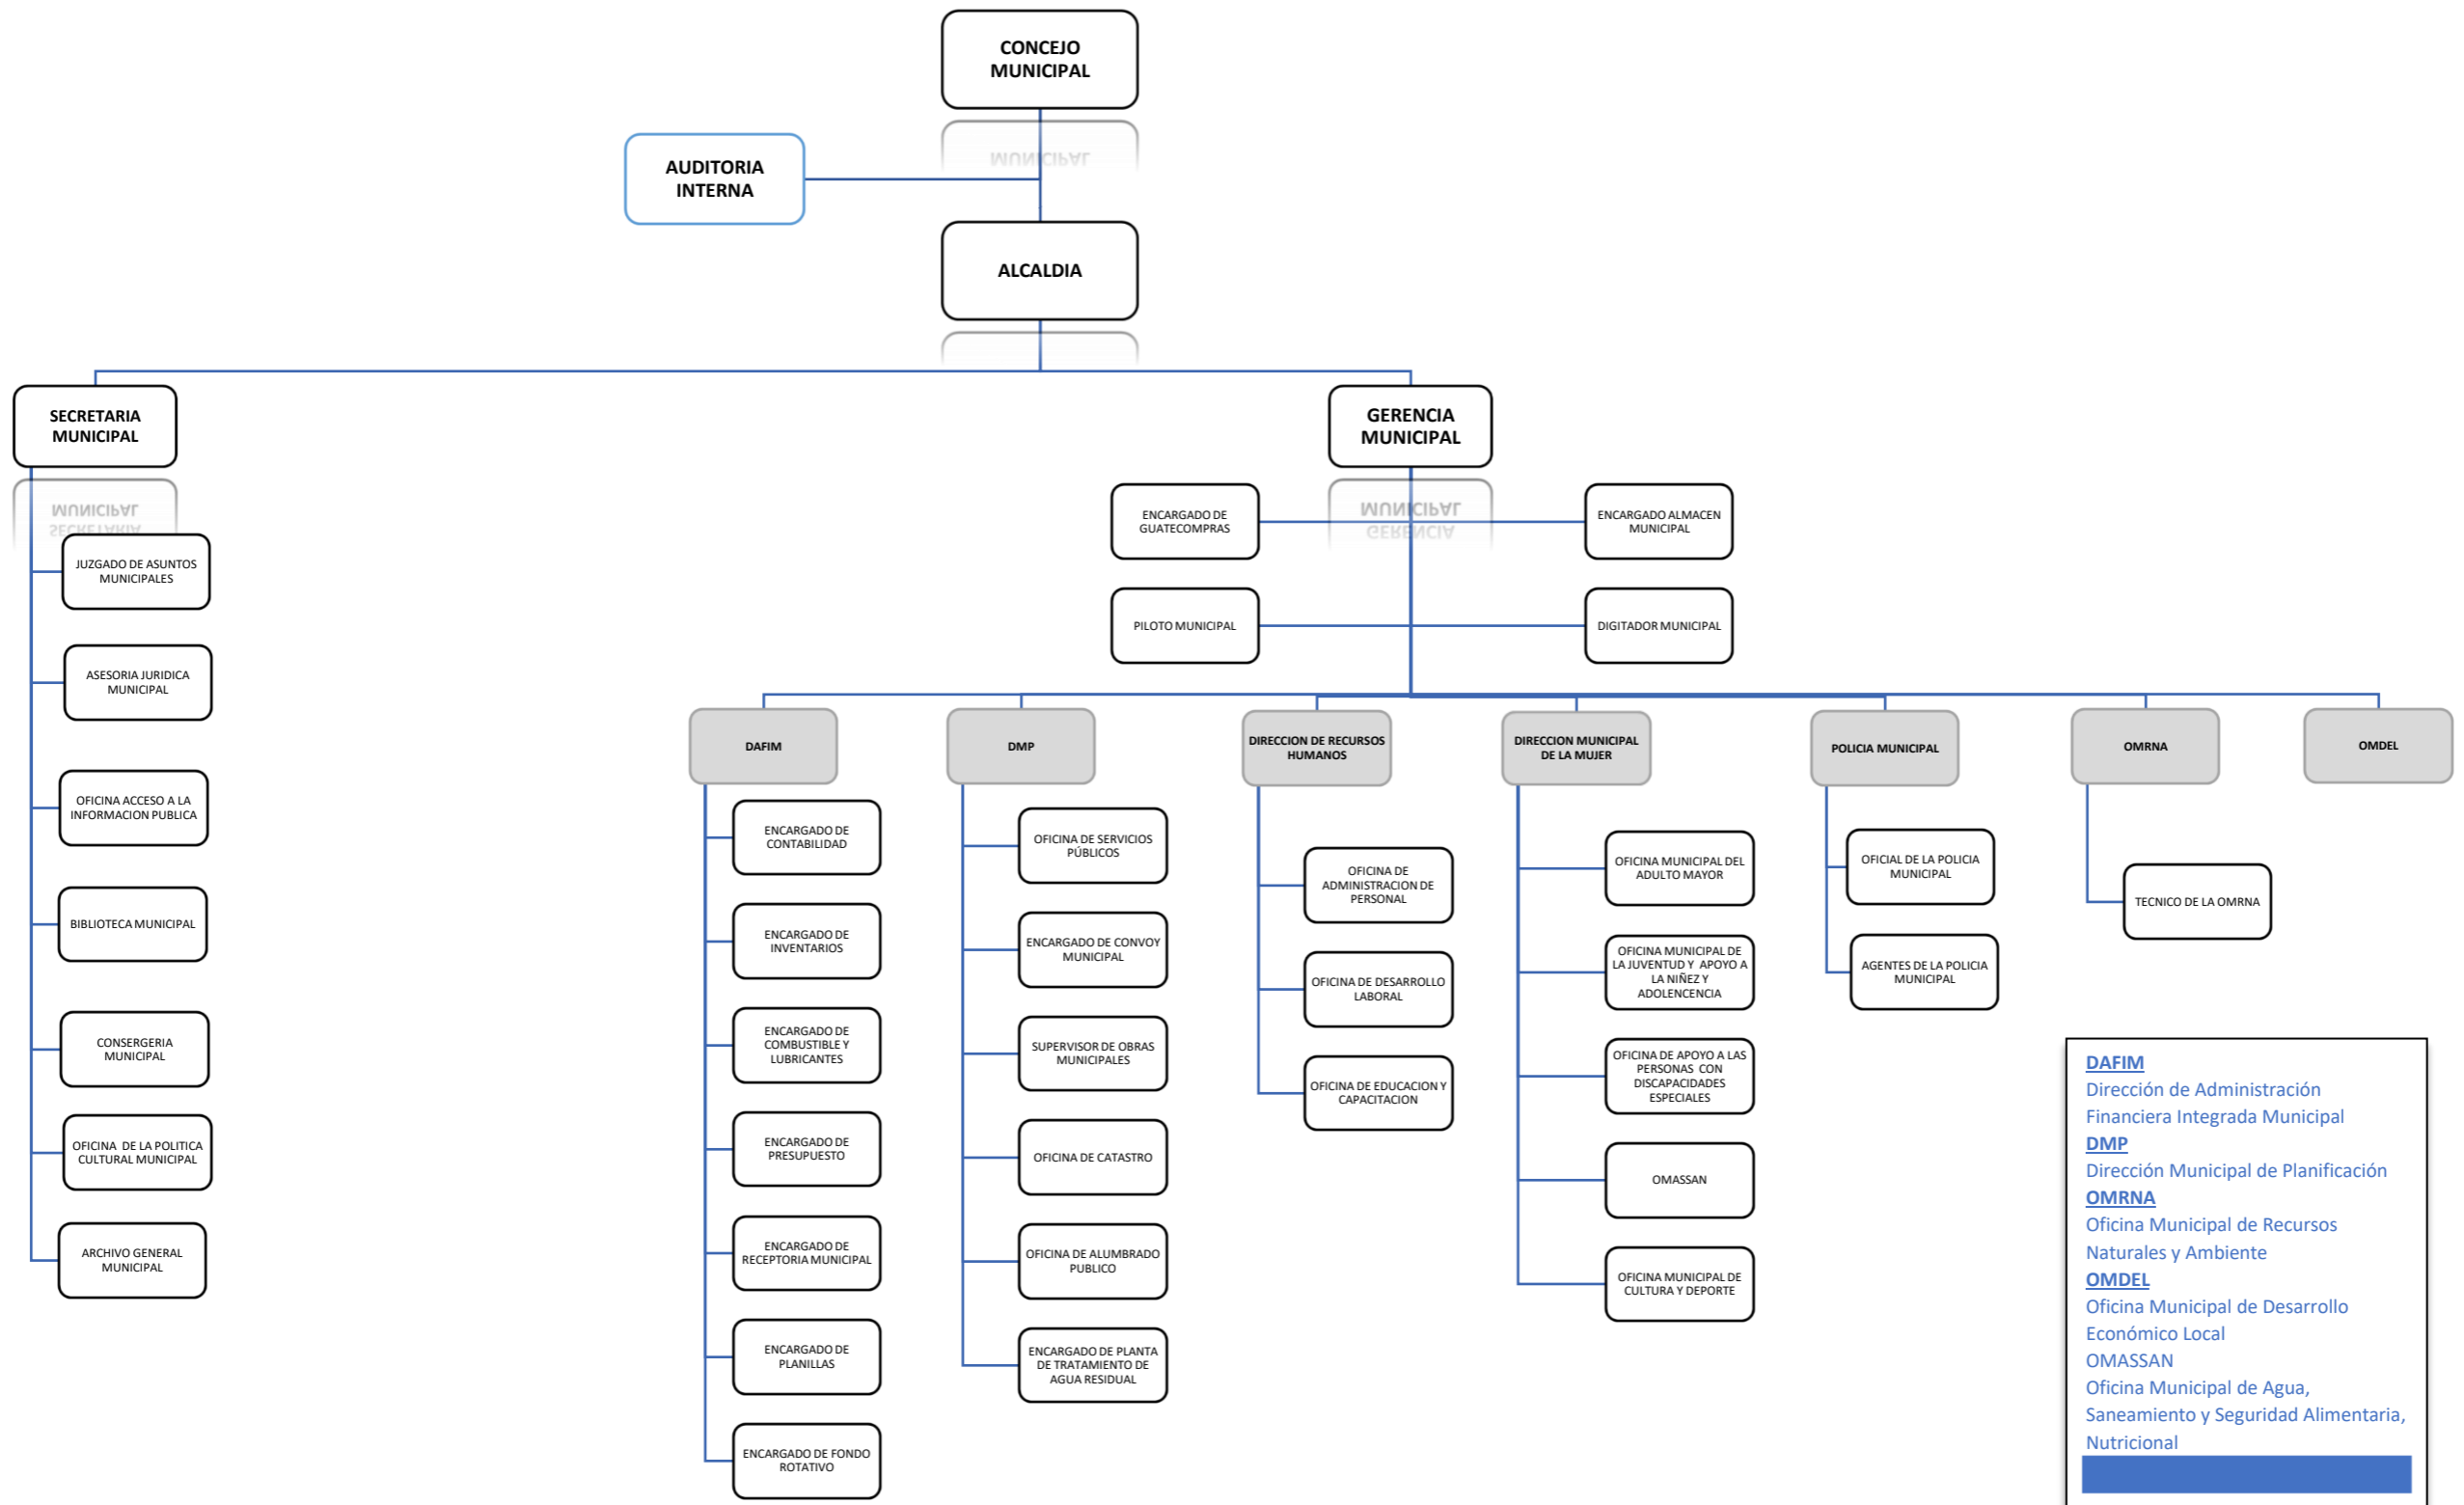 CONCEJO
MUNICIPAL
AUDITORIA
INTERNA
ALCALDIA
SECRETARIA
MUNICIPAL
GERENCIA
MUNICIPAL
ENCARGADO DE
GUATECOMPRAS
ENCARGADO ALMACEN
MUNICIPAL
PILOTO MUNICIPAL
DIGITADOR MUNICIPAL
JUZGADO DE ASUNTOS
MUNICIPALES
ASESORIA JURIDICA
MUNICIPAL
OFICINA ACCESO A LA
INFORMACION PUBLICA
BIBLIOTECA MUNICIPAL
CONSERGERIA
MUNICIPAL
OFICINA DE LA POLITICA
CULTURAL MUNICIPAL
ARCHIVO GENERAL
MUNICIPAL
DAFIM
ENCARGADO DE
CONTABILIDAD
ENCARGADO DE
INVENTARIOS
ENCARGADO DE
COMBUSTIBLE Y
LUBRICANTES
ENCARGADO DE
PRESUPUESTO
ENCARGADO DE
RECEPTORIA MUNICIPAL
ENCARGADO DE
PLANILLAS
ENCARGADO DE FONDO
ROTATIVO
DMP
OFICINA DE SERVICIOS
PÚBLICOS
ENCARGADO DE CONVOY
MUNICIPAL
SUPERVISOR DE OBRAS
MUNICIPALES
OFICINA DE CATASTRO
OFICINA DE ALUMBRADO
PUBLICO
ENCARGADO DE PLANTA
DE TRATAMIENTO DE
AGUA RESIDUAL
DIRECCION DE RECURSOS
HUMANOS
OFICINA DE
ADMINISTRACION DE
PERSONAL
OFICINA DE DESARROLLO
LABORAL
OFICINA DE EDUCACION Y
CAPACITACION
DIRECCION MUNICIPAL
DE LA MUJER
OFICINA MUNICIPAL DEL
ADULTO MAYOR
OFICINA MUNICIPAL DE
LA JUVENTUD Y APOYO A
LA NIÑEZ Y
ADOLENCENCIA
OFICINA DE APOYO A LAS
PERSONAS CON
DISCAPACIDADES
ESPECIALES
OMASSAN
OFICINA MUNICIPAL DE
CULTURA Y DEPORTE
POLICIA MUNICIPAL
OFICIAL DE LA POLICIA
MUNICIPAL
AGENTES DE LA POLICIA
MUNICIPAL
OMRNA
TECNICO DE LA OMRNA
OMDEL
DAFIM
Dirección de Administración
Financiera Integrada Municipal
DMP
Dirección Municipal de Planificación
OMRNA
Oficina Municipal de Recursos
Naturales y Ambiente
OMDEL
Oficina Municipal de Desarrollo
Económico Local
OMASSAN
Oficina Municipal de Agua,
Saneamiento y Seguridad Alimentaria,
Nutricional